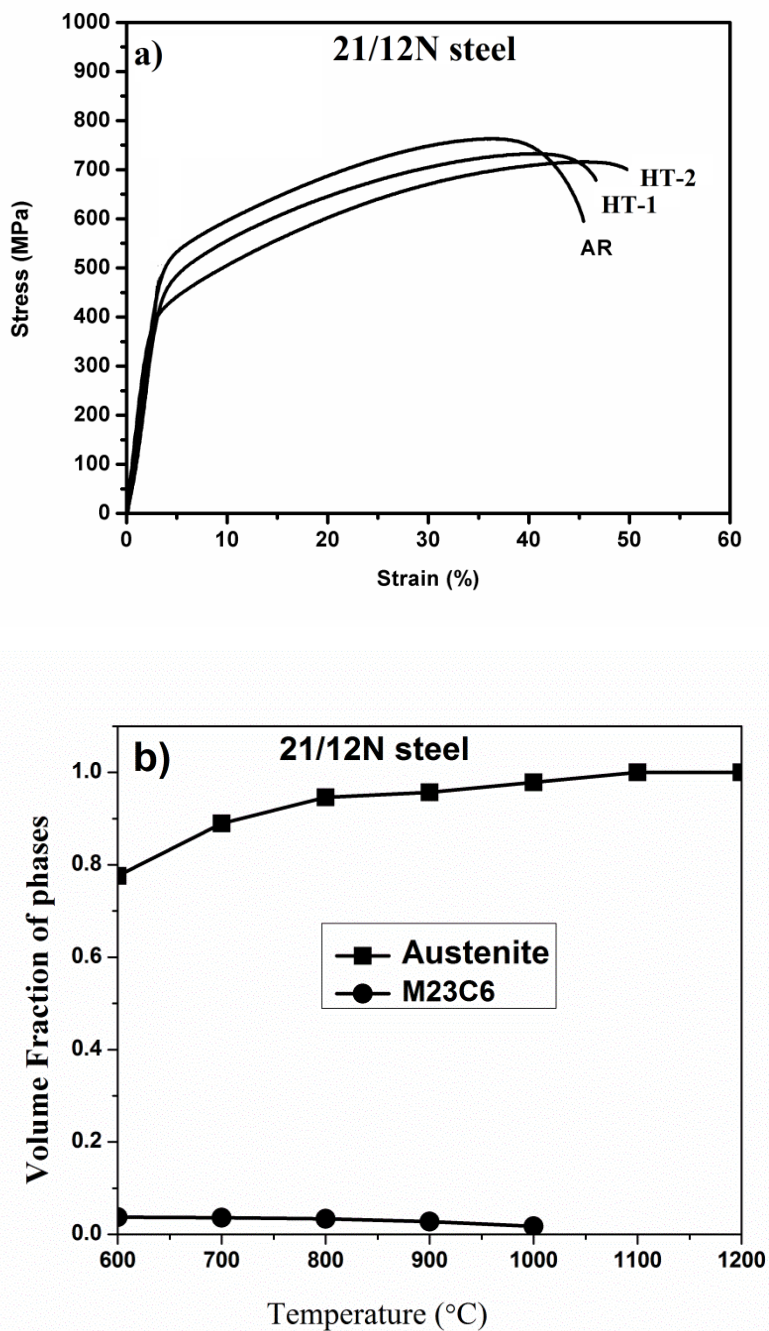 a)
21/12N steel
1000
900
800
700
600
500
400
300
200
100
0
Stress (MPa)
HT-2
HT-1
AR
0 10 20 30 40 50 60
Strain (%)
b)
21/12N steel
1.0
0.8
0.6
0.4
0.2
0.0
Volume Fraction of phases
Austenite
M23C6
600 700 800 900 1000 1100 1200
Temperature (°C)